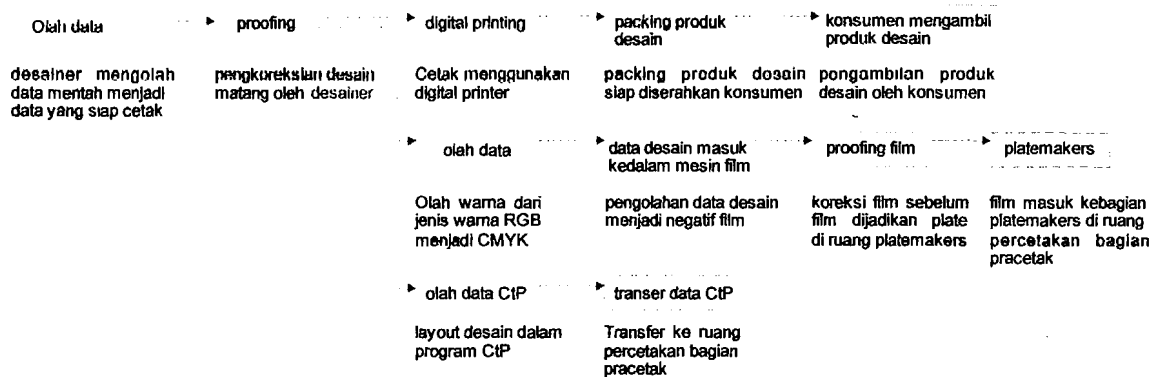 Olah data
proofing
digital printing
packing produk
desain
konsumen mengambil
produk desain
desainer mengolah
data mentah menjadi
data yang siap cetak
pengkoreksian desain
matang oleh desainer
Cetak menggunakan
digital printer
packing produk desain
siap diserahkan konsumen
pengambilan produk
desain oleh konsumen
olah data
data desain masuk
kedalam mesin film
proofing film
platemakers
Olah warna dari
jenis warna RGB
menjadi CMYK
pengolahan data desain
menjadi negatif film
koreksi film sebelum
film dijadikan plate
di ruang platemakers
film masuk kebagian
platemakers di ruang
percetakan bagian
pracetak
olah data CtP
transer data CtP
layout desain dalam
program CtP
Transfer ke ruang
percetakan bagian
pracetak